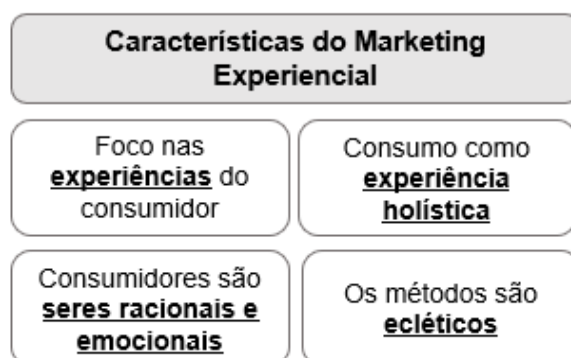 Características do Marketing
Experiencial
Foco nas
experiências do
consumidor
Consumo como
experiência
holística
Consumidores são
seres racionais e
emocionais
Os métodos são
ecléticos